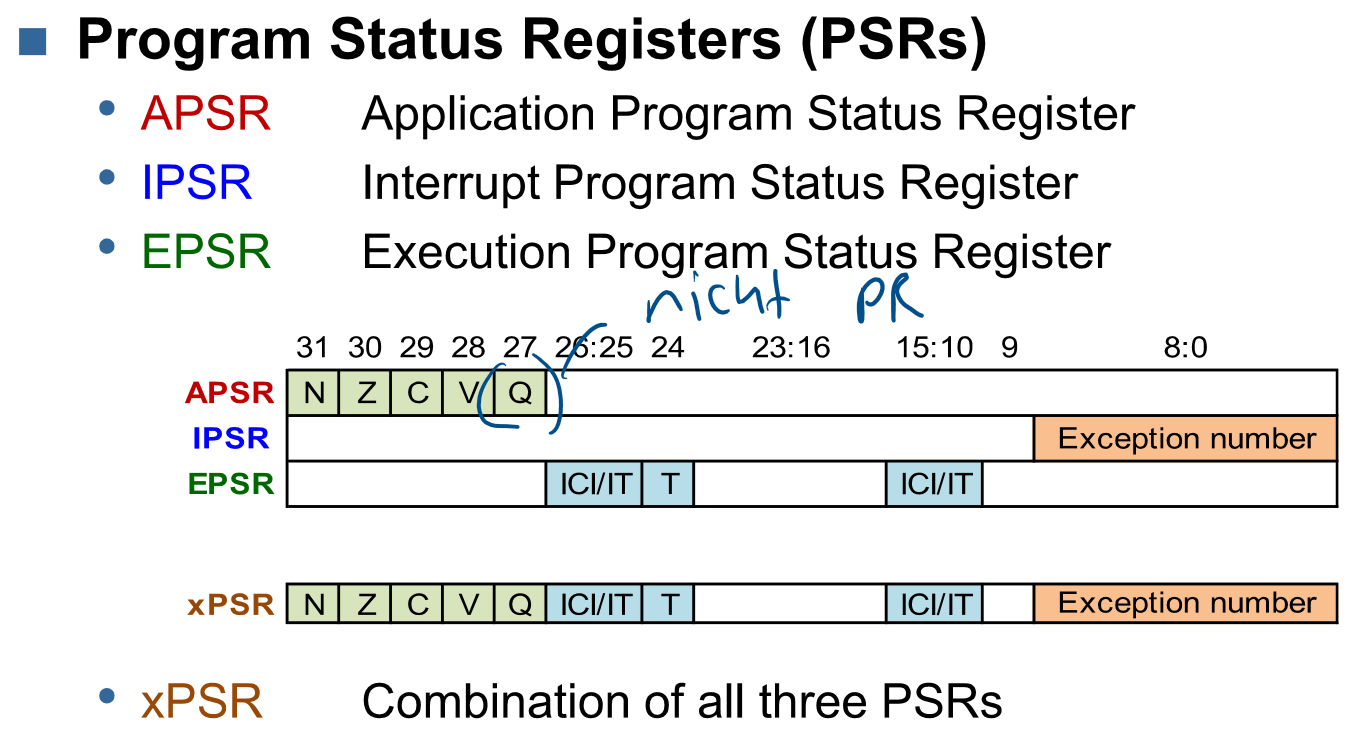 Program Status Registers (PSRs)
• APSR Application Program Status Register
• IPSR Interrupt Program Status Register
• EPSR Execution Program Status Register
nicht PR
31 30 29 28 27 26:25 24 23:16 15:10 9 8:0
APSR N Z C V Q
IPSR Exception number
EPSR ICI/IT T ICI/IT
xPSR N Z C V Q ICI/IT T ICI/IT Exception number
• xPSR Combination of all three PSRs